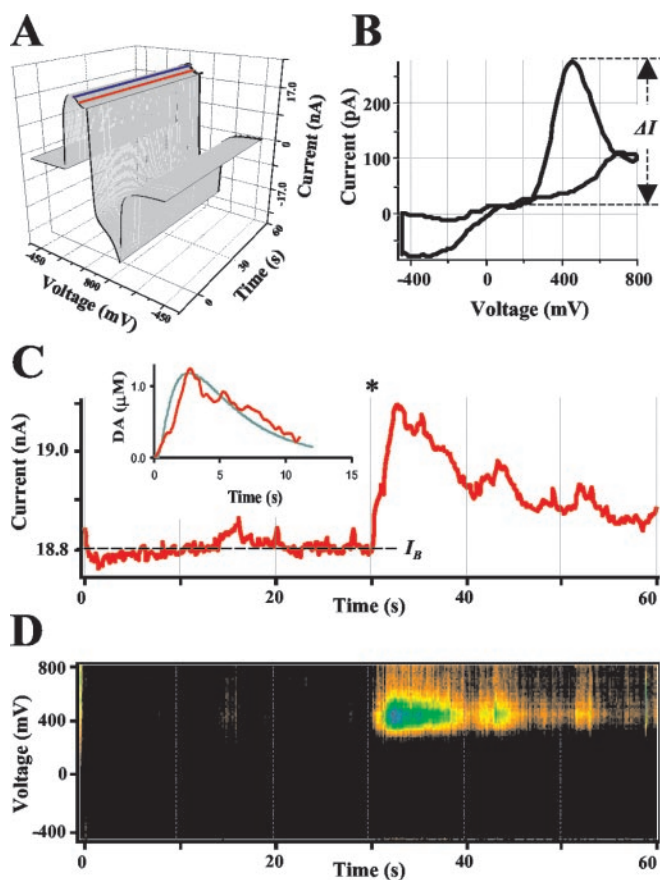 A
17.0
0
-17.0
Current (nA)
-450
800
-450
Voltage (mV)
0
30
60
Time (s)
B
200
100
0
Current (pA)
ΔI
-400
0
400
800
Voltage (mV)
C
DA (µM)
1.0
0.0
0
5
10
15
Time (s)
*
19.0
18.8
Current (nA)
I_B
0
20
40
60
Time (s)
D
800
400
0
-400
Voltage (mV)
0
20
40
60
Time (s)